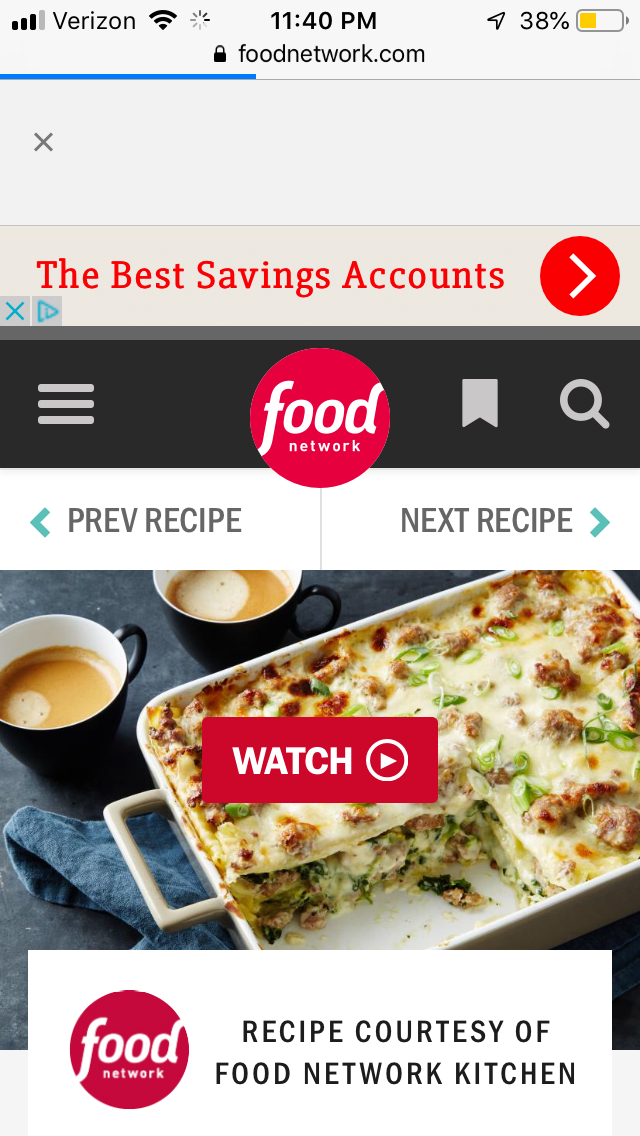 Verizon 11:40 PM 38%
foodnetwork.com
The Best Savings Accounts
food
network
PREV RECIPE NEXT RECIPE
WATCH
food
network
RECIPE COURTESY OF
FOOD NETWORK KITCHEN